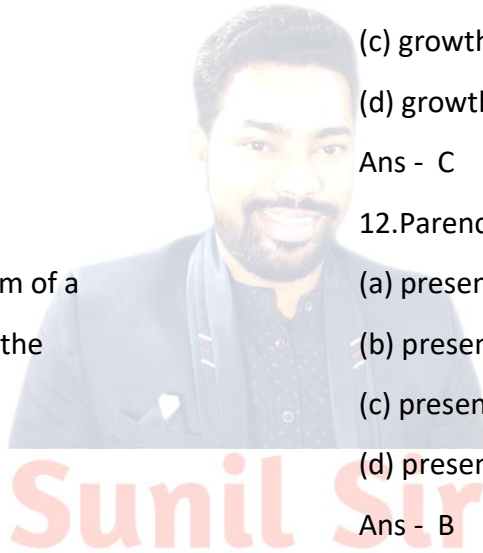 m of a
the
(c) growth
(d) growth
Ans - C
12.Parenc
(a) presen
(b) presen
(c) presen
(d) presen
Ans - B
Sunil Sir